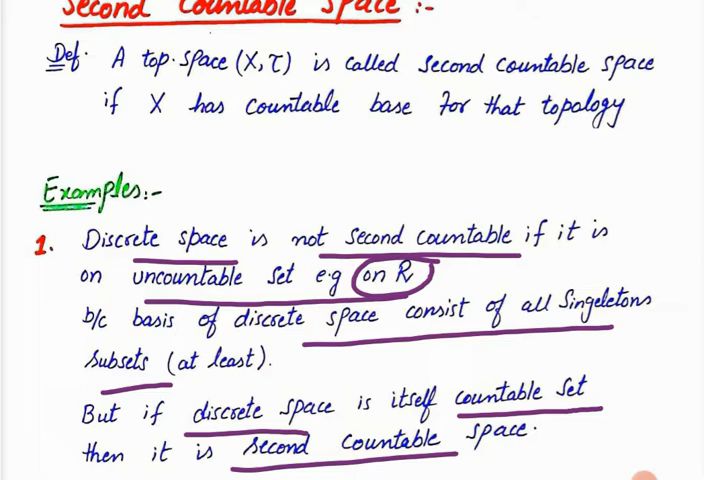 Second Countable Space :-
Def. A top. space (X, τ) is called second countable space
if X has countable base for that topology
Examples:-
1. Discrete space is not second countable if it is
on uncountable set e.g on R
b/c basis of discrete space consist of all Singeletons
subsets (at least).
But if discrete space is itself countable set
then it is second countable space.